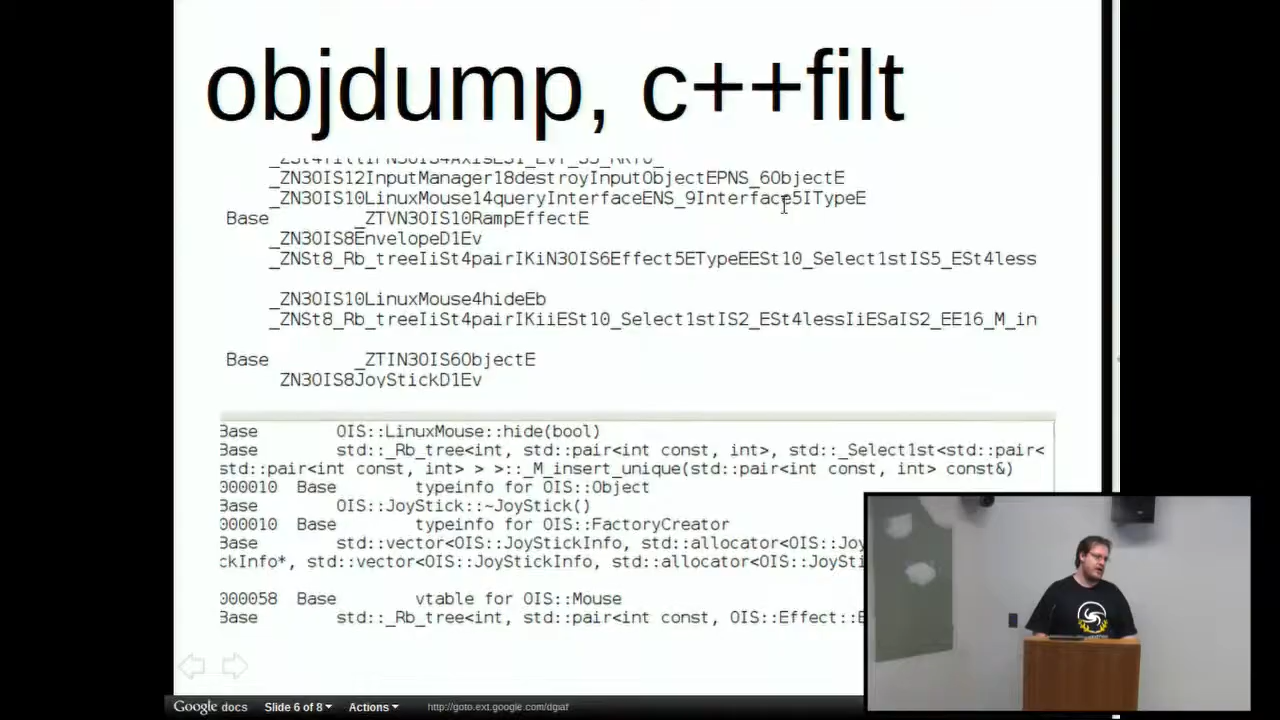 objdump, c++filt
_ZN3OIS12InputManager18destroyInputObjectEPNS_6ObjectE
_ZN3OIS10LinuxMouse14queryInterfaceENS_9Interface5ITypeE
Base _ZTVN3OIS10RampEffectE
_ZN3OIS8EnvelopeD1Ev
_ZNSt8_Rb_treeIiSt4pairIKiN3OIS6Effect5ETypeEESt10_Select1stIS5_ESt4less
_ZN3OIS10LinuxMouse4hideEb
_ZNSt8_Rb_treeIiSt4pairIKiiESt10_Select1stIS2_ESt4lessIiESaIS2_EE16_M_in
Base _ZTIN3OIS6ObjectE
ZN3OIS8JoyStickD1Ev
Base OIS::LinuxMouse::hide(bool)
Base std::_Rb_tree<int, std::pair<int const, int>, std::_Select1st<std::pair<
std::pair<int const, int> > >::_M_insert_unique(std::pair<int const, int> const&)
000010 Base typeinfo for OIS::Object
Base OIS::JoyStick::~JoyStick()
000010 Base typeinfo for OIS::FactoryCreator
Base std::vector<OIS::JoyStickInfo, std::allocator<OIS::Joy
ckInfo*, std::vector<OIS::JoyStickInfo, std::allocator<OIS::JoySti
000058 Base vtable for OIS::Mouse
Base std::_Rb_tree<int, std::pair<int const, OIS::Effect::E
Google docs Slide 6 of 8 Actions http://goto.ext.google.com/dgiaf